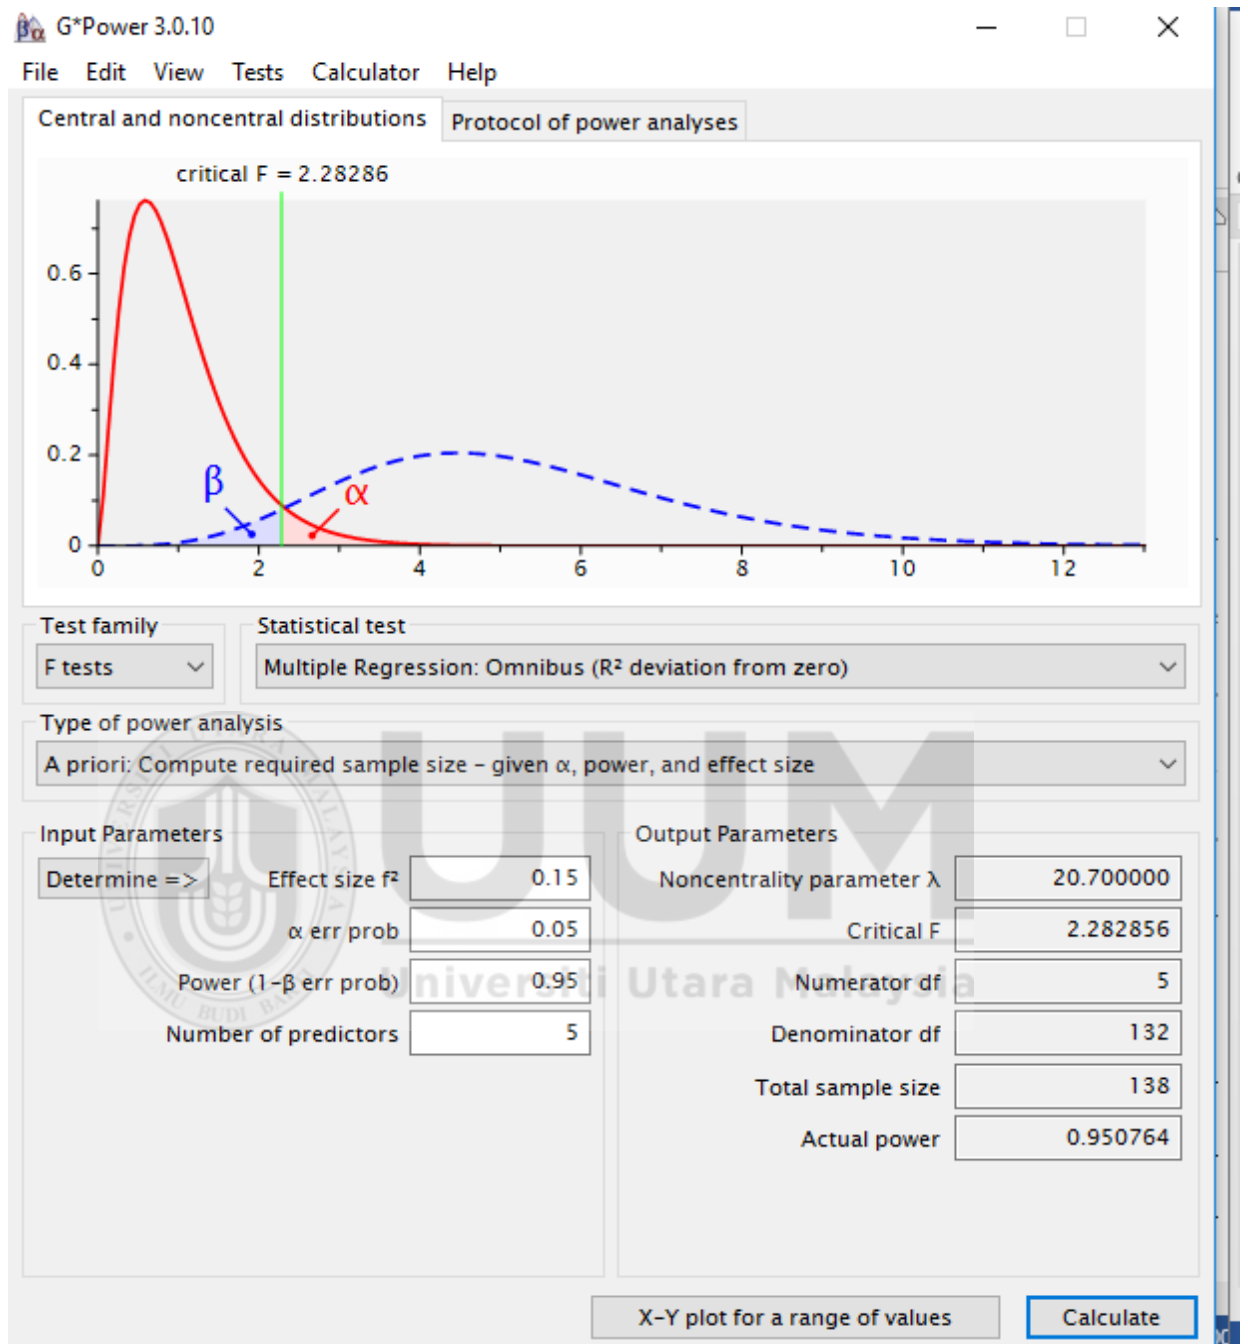 G*Power 3.0.10
File Edit View Tests Calculator Help
Central and noncentral distributions Protocol of power analyses
critical F = 2.28286
0.6
0.4
0.2
0
β
α
0 2 4 6 8 10 12
Test family Statistical test
F tests Multiple Regression: Omnibus (R² deviation from zero)
Type of power analysis
A priori: Compute required sample size – given α, power, and effect size
UUM
Universiti Utara Malaysia
UNIVERSITI UTARA MALAYSIA
ILMU BUDI BAKTI
Input Parameters Output Parameters
Determine => Effect size f² 0.15 Noncentrality parameter λ 20.700000
α err prob 0.05 Critical F 2.282856
Power (1-β err prob) 0.95 Numerator df 5
Number of predictors 5 Denominator df 132
Total sample size 138
Actual power 0.950764
X-Y plot for a range of values Calculate